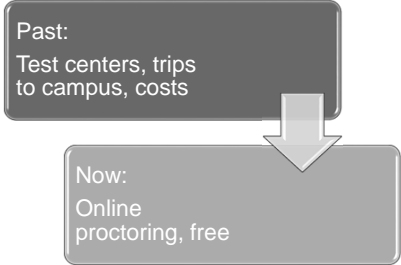 Past:
Test centers, trips
to campus, costs
Now:
Online
proctoring, free